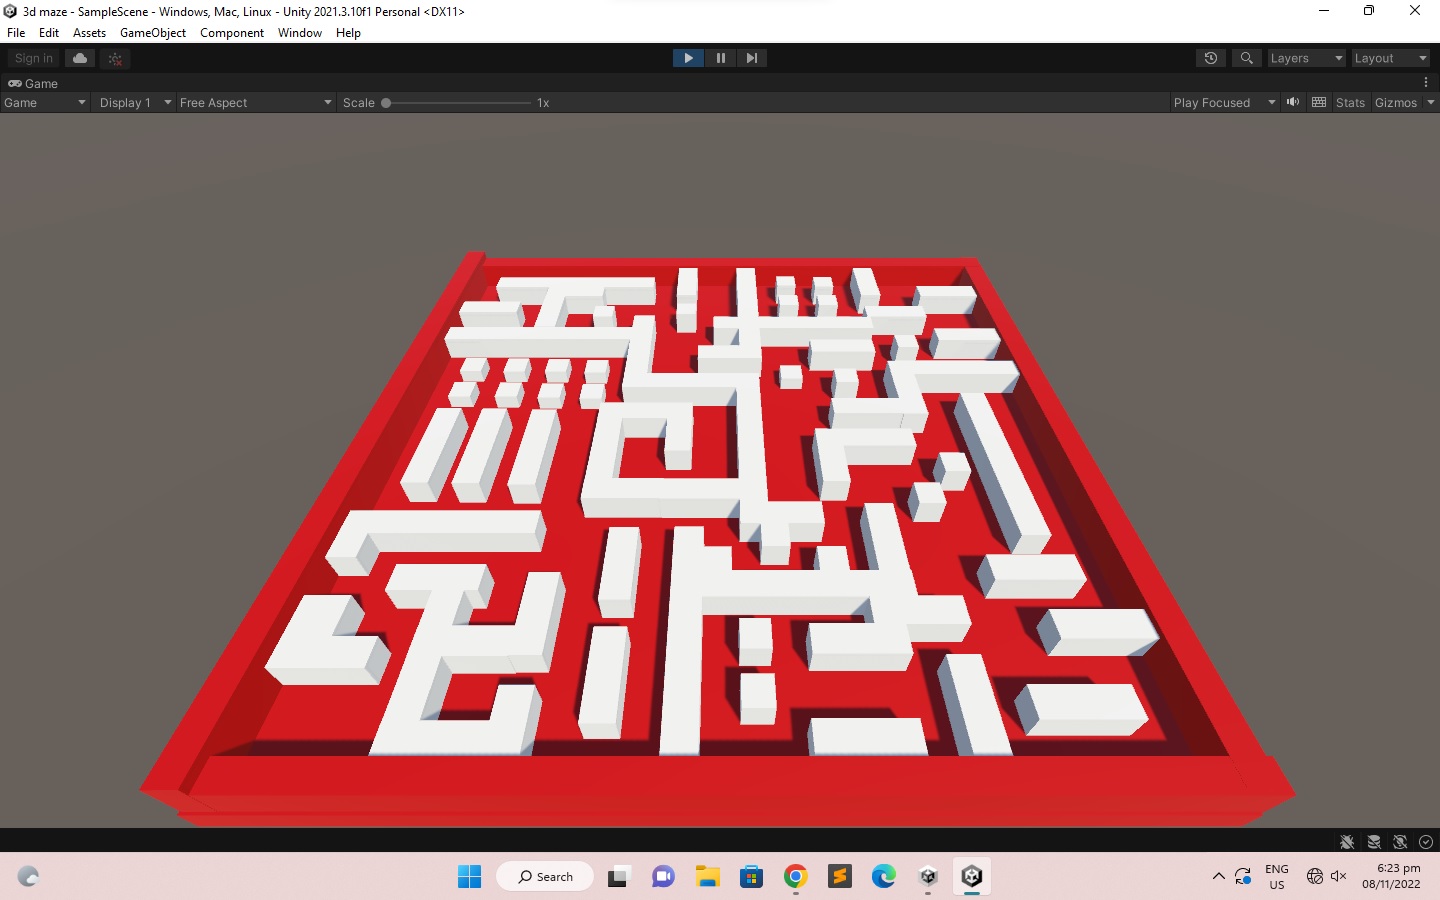 3d maze - SampleScene - Windows, Mac, Linux - Unity 2021.3.10f1 Personal <DX11>
File Edit Assets GameObject Component Window Help
Sign in Layers Layout
Game
Game Display 1 Free Aspect Scale 1x Play Focused Stats Gizmos
Search
ENG
US
6:23 pm
08/11/2022